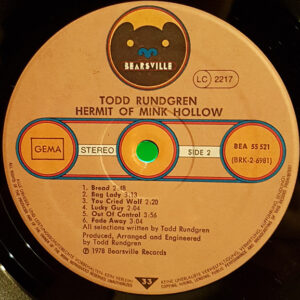 BEARSVILLE
LC 2217
TODD RUNDGREN
HERMIT OF MINK HOLLOW
GEMA
STEREO
SIDE 2
BEA 55 521
(BRK-2-6981)
1. Bread 2:48
2. Bag Lady 3:13
3. You Cried Wolf 2:20
4. Lucky Guy 2:04
5. Out Of Control 3:56
6. Fade Away 3:04
All selections written by Todd Rundgren
Produced, Arranged and Engineered
by Todd Rundgren
℗ 1978 Bearsville Records
33